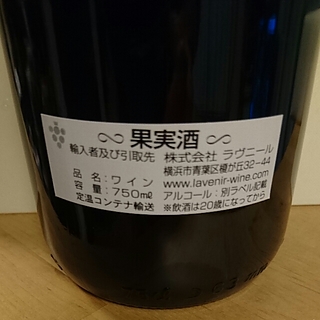 ∽ 果実酒 ∽
輸入者及び引取先 株式会社 ラヴニール
横浜市青葉区榎が丘32-44
品名：ワイン www.lavenir-wine.com
容量：750mℓ アルコール：別ラベル記載
定温コンテナ輸送 ※飲酒は20歳になってから